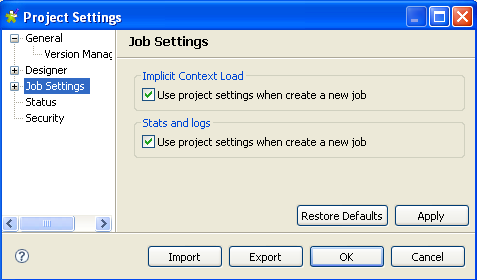 Project Settings
General
Version Manag
Designer
Job Settings
Status
Security
Job Settings
Implicit Context Load
Use project settings when create a new job
Stats and logs
Use project settings when create a new job
Restore Defaults
Apply
?
Import
Export
OK
Cancel